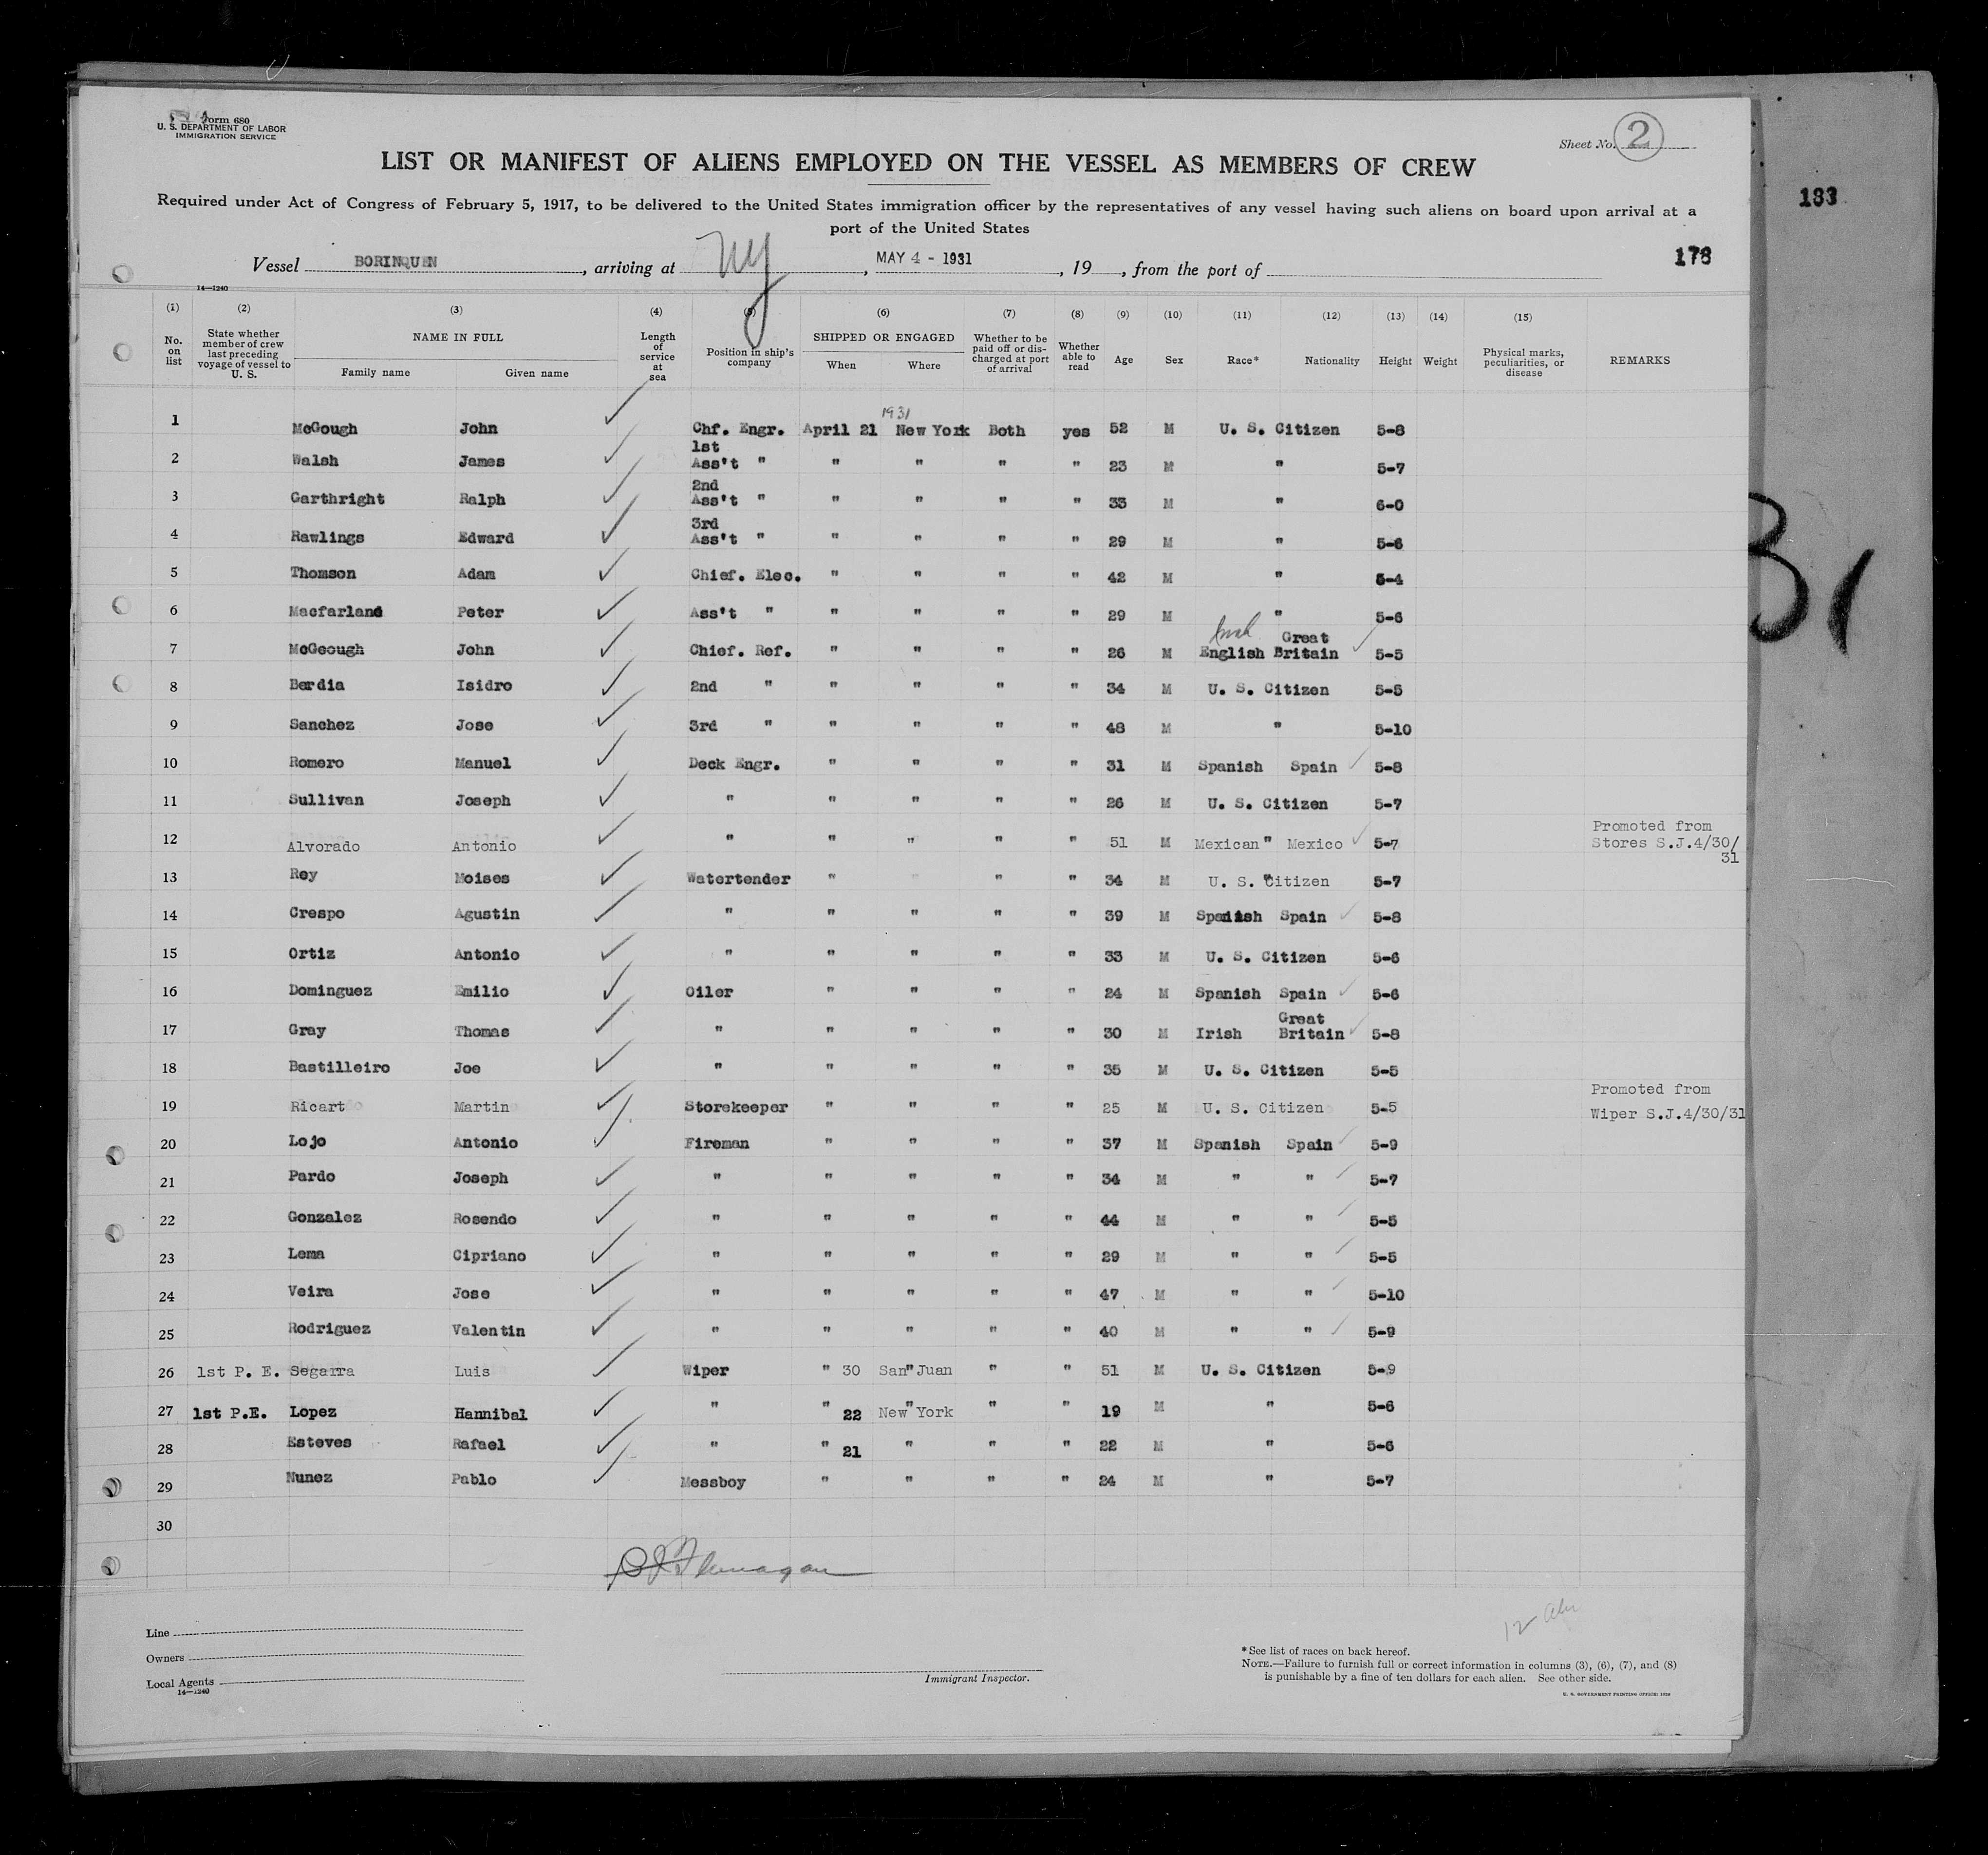 Form 680
U. S. DEPARTMENT OF LABOR
IMMIGRATION SERVICE
Sheet No. 2
LIST OR MANIFEST OF ALIENS EMPLOYED ON THE VESSEL AS MEMBERS OF CREW
Required under Act of Congress of February 5, 1917, to be delivered to the United States immigration officer by the representatives of any vessel having such aliens on board upon arrival at a
port of the United States
183
Vessel BORINQUEN, arriving at NY, MAY 4 - 1931, 19, from the port of
178
14—1240
(1) (2) (3) (4) (5) (6) (7) (8) (9) (10) (11) (12) (13) (14) (15)
No. on list State whether member of crew last preceding voyage of vessel to U. S. NAME IN FULL Family name Given name Length of service at sea Position in ship's company SHIPPED OR ENGAGED When Where Whether to be paid off or discharged at port of arrival Whether able to read Age Sex Race* Nationality Height Weight Physical marks, peculiarities, or disease REMARKS
1931
1 McGough John Chf. Engr. April 21 New York Both yes 52 M U. S. Citizen 5-8
2 Walsh James 1st Ass't " " " " " 23 M " 5-7
3 Garthright Ralph 2nd Ass't " " " " " 33 M " 6-0
4 Rawlings Edward 3rd Ass't " " " " " 29 M " 5-6
5 Thomson Adam Chief. Elec. " " " " 42 M " 5-4
6 Macfarland Peter Ass't " " " " " 29 M " 5-6
7 McGeough John Chief. Ref. " " " " 26 M Irish English Great Britain 5-5
8 Berdia Isidro 2nd " " " " " 34 M U. S. Citizen 5-5
9 Sanchez Jose 3rd " " " " " 48 M " 5-10
10 Romero Manuel Deck Engr. " " " " 31 M Spanish Spain 5-8
11 Sullivan Joseph " " " " " 26 M U. S. Citizen 5-7
12 Alvorado Antonio " " " " " 51 M Mexican " Mexico 5-7 Promoted from Stores S.J.4/30/31
13 Rey Moises Watertender " " " " 34 M U. S. Citizen 5-7
14 Crespo Agustin " " " " " 39 M Spanish Spain 5-8
15 Ortiz Antonio " " " " " 33 M U. S. Citizen 5-6
16 Dominguez Emilio Oiler " " " " 24 M Spanish Spain 5-6
17 Gray Thomas " " " " " 30 M Irish Great Britain 5-8
18 Bastilleiro Joe " " " " " 35 M U. S. Citizen 5-5
19 Ricart Martin Storekeeper " " " " 25 M U. S. Citizen 5-5 Promoted from Wiper S.J.4/30/31
20 Lojo Antonio Fireman " " " " 37 M Spanish Spain 5-9
21 Pardo Joseph " " " " " 34 M " " 5-7
22 Gonzalez Rosendo " " " " " 44 M " " 5-5
23 Lema Cipriano " " " " " 29 M " " 5-5
24 Veira Jose " " " " " 47 M " " 5-10
25 Rodriguez Valentin " " " " " 40 M " " 5-9
26 1st P. E. Segarra Luis Wiper " 30 San Juan " " 51 M U. S. Citizen 5-9
27 1st P.E. Lopez Hannibal " " 22 New York " " 19 M " 5-6
28 Esteves Rafael " " 21 " " " 22 M " 5-6
29 Nunez Pablo Messboy " " " " 24 M " 5-7
30
Flannagan
Line
Owners
Local Agents
14—1240
Immigrant Inspector.
12
* See list of races on back hereof.
NOTE.—Failure to furnish full or correct information in columns (3), (6), (7), and (8)
is punishable by a fine of ten dollars for each alien. See other side.
U. S. GOVERNMENT PRINTING OFFICE: 1929